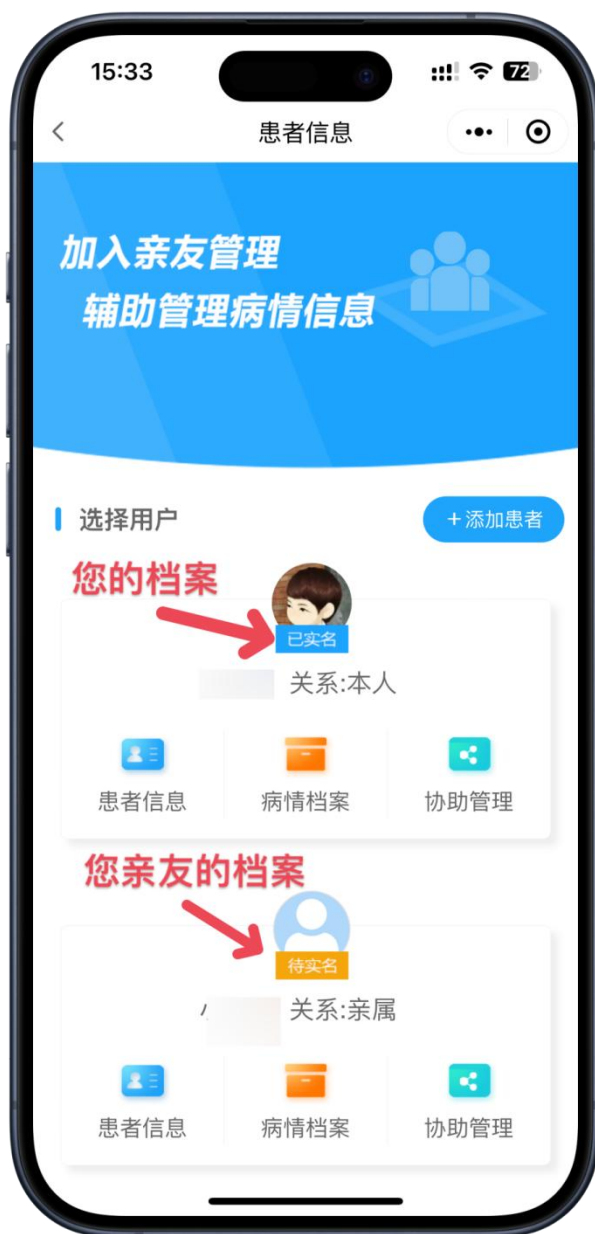 15:33
72
患者信息
加入亲友管理
辅助管理病情信息
选择用户
+添加患者
您的档案
已实名
关系:本人
患者信息
病情档案
协助管理
您亲友的档案
待实名
关系:亲属
患者信息
病情档案
协助管理